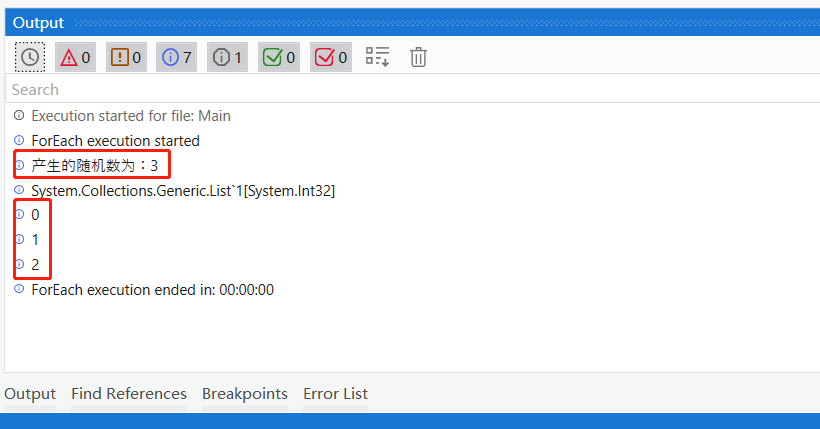 Output
0 0 7 1 0 0
Search
Execution started for file: Main
ForEach execution started
产生的随机数为：3
System.Collections.Generic.List`1[System.Int32]
0
1
2
ForEach execution ended in: 00:00:00
Output Find References Breakpoints Error List